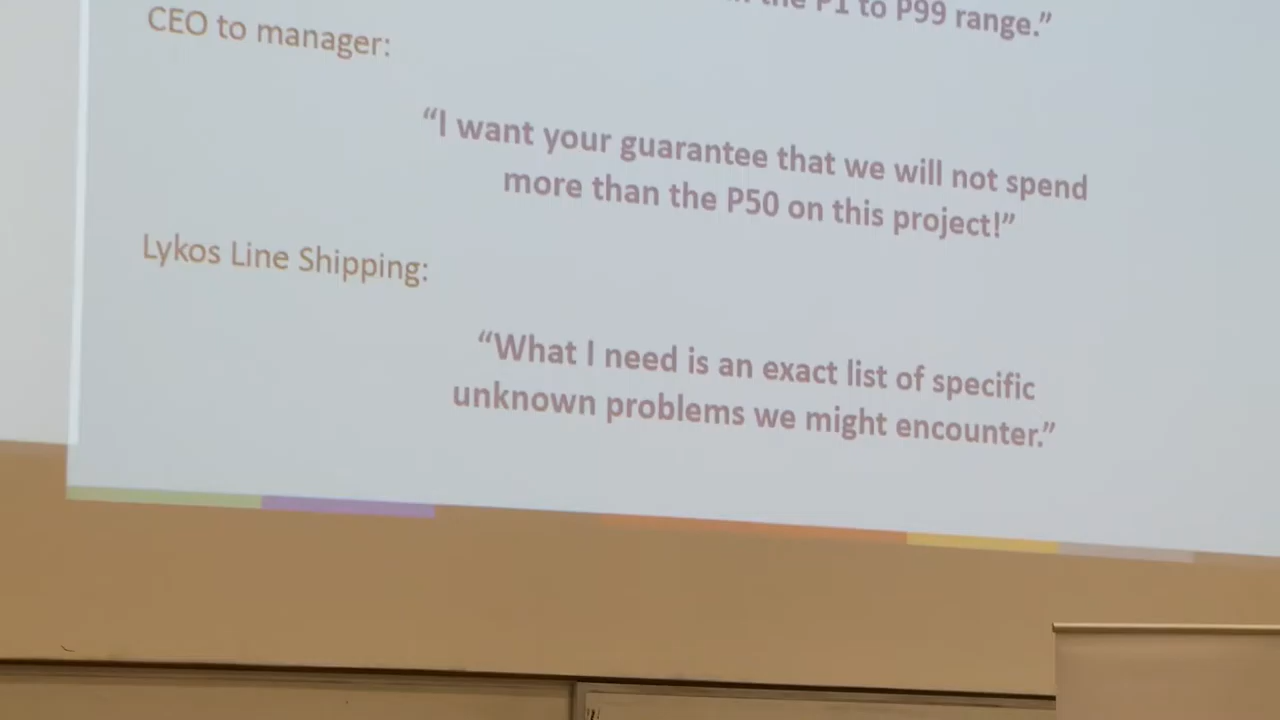 the P1 to P99 range.”
CEO to manager:
“I want your guarantee that we will not spend
more than the P50 on this project!”
Lykos Line Shipping:
“What I need is an exact list of specific
unknown problems we might encounter.”